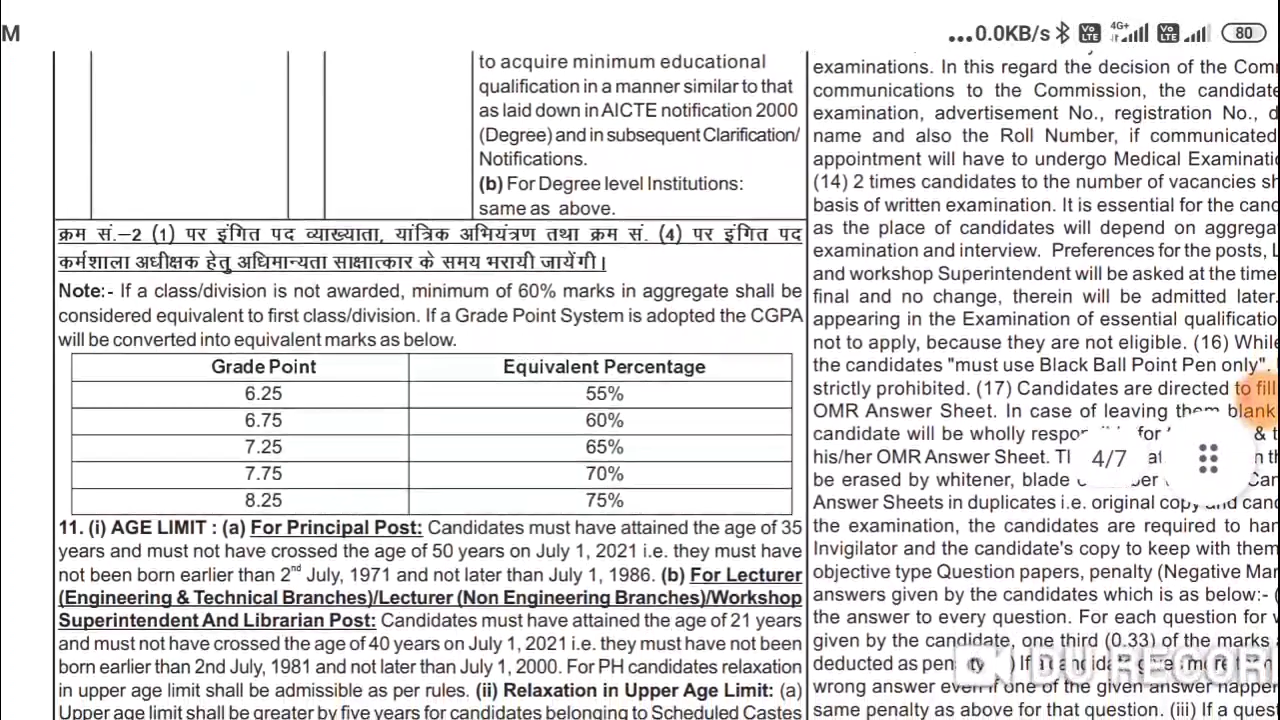 M
...0.0KB/s Vo LTE 4G+ Vo LTE 80
to acquire minimum educational
qualification in a manner similar to that
as laid down in AICTE notification 2000
(Degree) and in subsequent Clarification/
Notifications.
(b) For Degree level Institutions:
same as above.
क्रम सं.–2 (1) पर इंगित पद व्याख्याता, यांत्रिक अभियंत्रण तथा क्रम सं. (4) पर इंगित पद
कर्मशाला अधीक्षक हेतु अधिमान्यता साक्षात्कार के समय भरायी जायेंगी।
Note:- If a class/division is not awarded, minimum of 60% marks in aggregate shall be
considered equivalent to first class/division. If a Grade Point System is adopted the CGPA
will be converted into equivalent marks as below.
Grade Point Equivalent Percentage
6.25 55%
6.75 60%
7.25 65%
7.75 70%
8.25 75%
11. (i) AGE LIMIT : (a) For Principal Post: Candidates must have attained the age of 35
years and must not have crossed the age of 50 years on July 1, 2021 i.e. they must have
not been born earlier than 2nd July, 1971 and not later than July 1, 1986. (b) For Lecturer
(Engineering & Technical Branches)/Lecturer (Non Engineering Branches)/Workshop
Superintendent And Librarian Post: Candidates must have attained the age of 21 years
and must not have crossed the age of 40 years on July 1, 2021 i.e. they must have not been
born earlier than 2nd July, 1981 and not later than July 1, 2000. For PH candidates relaxation
in upper age limit shall be admissible as per rules. (ii) Relaxation in Upper Age Limit: (a)
Upper age limit shall be greater by five years for candidates belonging to Scheduled Castes
examinations. In this regard the decision of the
communications to the Commission, the candidate
examination, advertisement No., registration No.,
name and also the Roll Number, if communicated
appointment will have to undergo Medical
(14) 2 times candidates to the number of vacancies
basis of written examination. It is essential for the
as the place of candidates will depend on
examination and interview. Preferences for the posts,
and workshop Superintendent will be asked at the time
final and no change, therein will be admitted later.
appearing in the Examination of essential
not to apply, because they are not eligible. (16)
the candidates "must use Black Ball Point Pen only".
strictly prohibited. (17) Candidates are directed to fill
OMR Answer Sheet. In case of leaving them blank
candidate will be wholly for &
his/her OMR Answer Sheet.
4/7
be erased by whitener, blade
Answer Sheets in duplicates i.e. original copy and
the examination, the candidates are required to
Invigilator and the candidate's copy to keep with them
objective type Question papers, penalty (Negative
answers given by the candidates which is as below:-
the answer to every question. For each question for
given by the candidate, one third (0.33) of the marks
deducted as
DU RECOR
wrong answer even if one of the given answer
same penalty as above for that question. (iii) If a